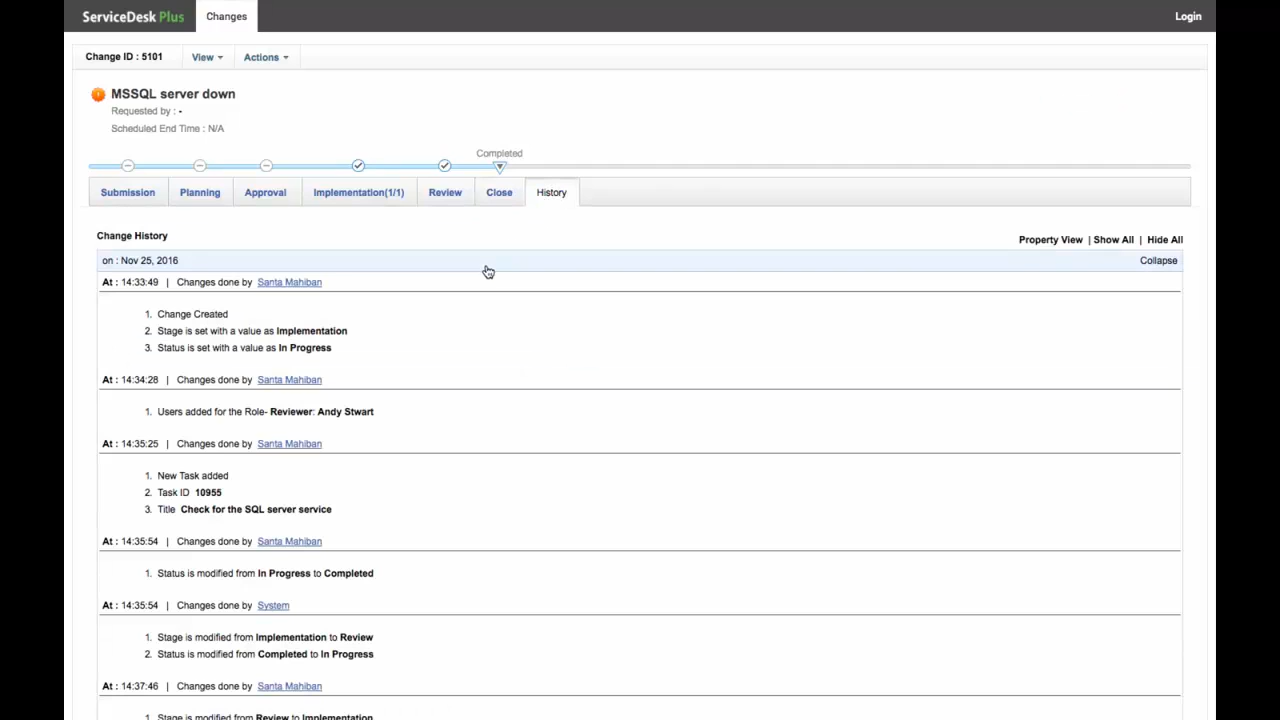 ServiceDesk Plus Changes Login
Change ID : 5101 View Actions
MSSQL server down
Requested by : -
Scheduled End Time : N/A
Completed
Submission Planning Approval Implementation(1/1) Review Close History
Change History
Property View | Show All | Hide All
on : Nov 25, 2016 Collapse
At : 14:33:49 | Changes done by Santa Mahiban
1. Change Created
2. Stage is set with a value as Implementation
3. Status is set with a value as In Progress
At : 14:34:28 | Changes done by Santa Mahiban
1. Users added for the Role- Reviewer: Andy Stwart
At : 14:35:25 | Changes done by Santa Mahiban
1. New Task added
2. Task ID 10955
3. Title Check for the SQL server service
At : 14:35:54 | Changes done by Santa Mahiban
1. Status is modified from In Progress to Completed
At : 14:35:54 | Changes done by System
1. Stage is modified from Implementation to Review
2. Status is modified from Completed to In Progress
At : 14:37:46 | Changes done by Santa Mahiban
1. Stage is modified from Review to Implementation